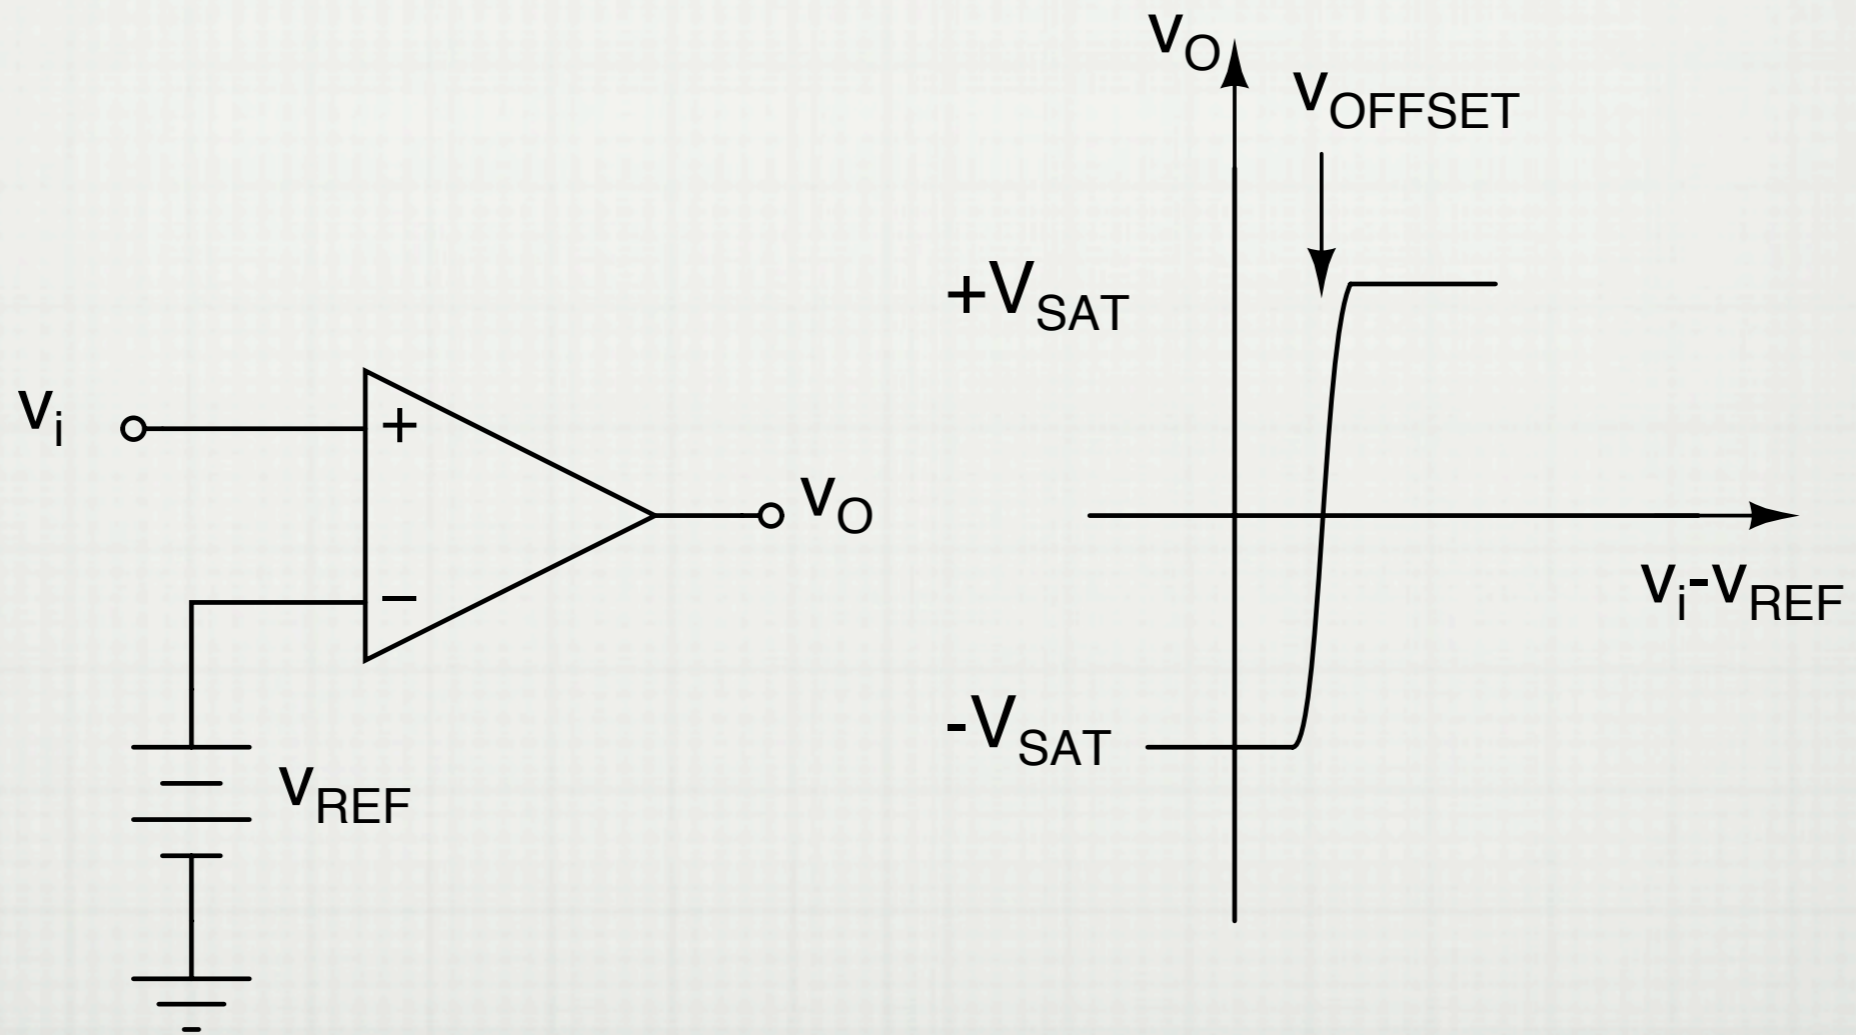 vi
+
−
vO
vREF
vO
vOFFSET
+VSAT
-VSAT
vi-vREF